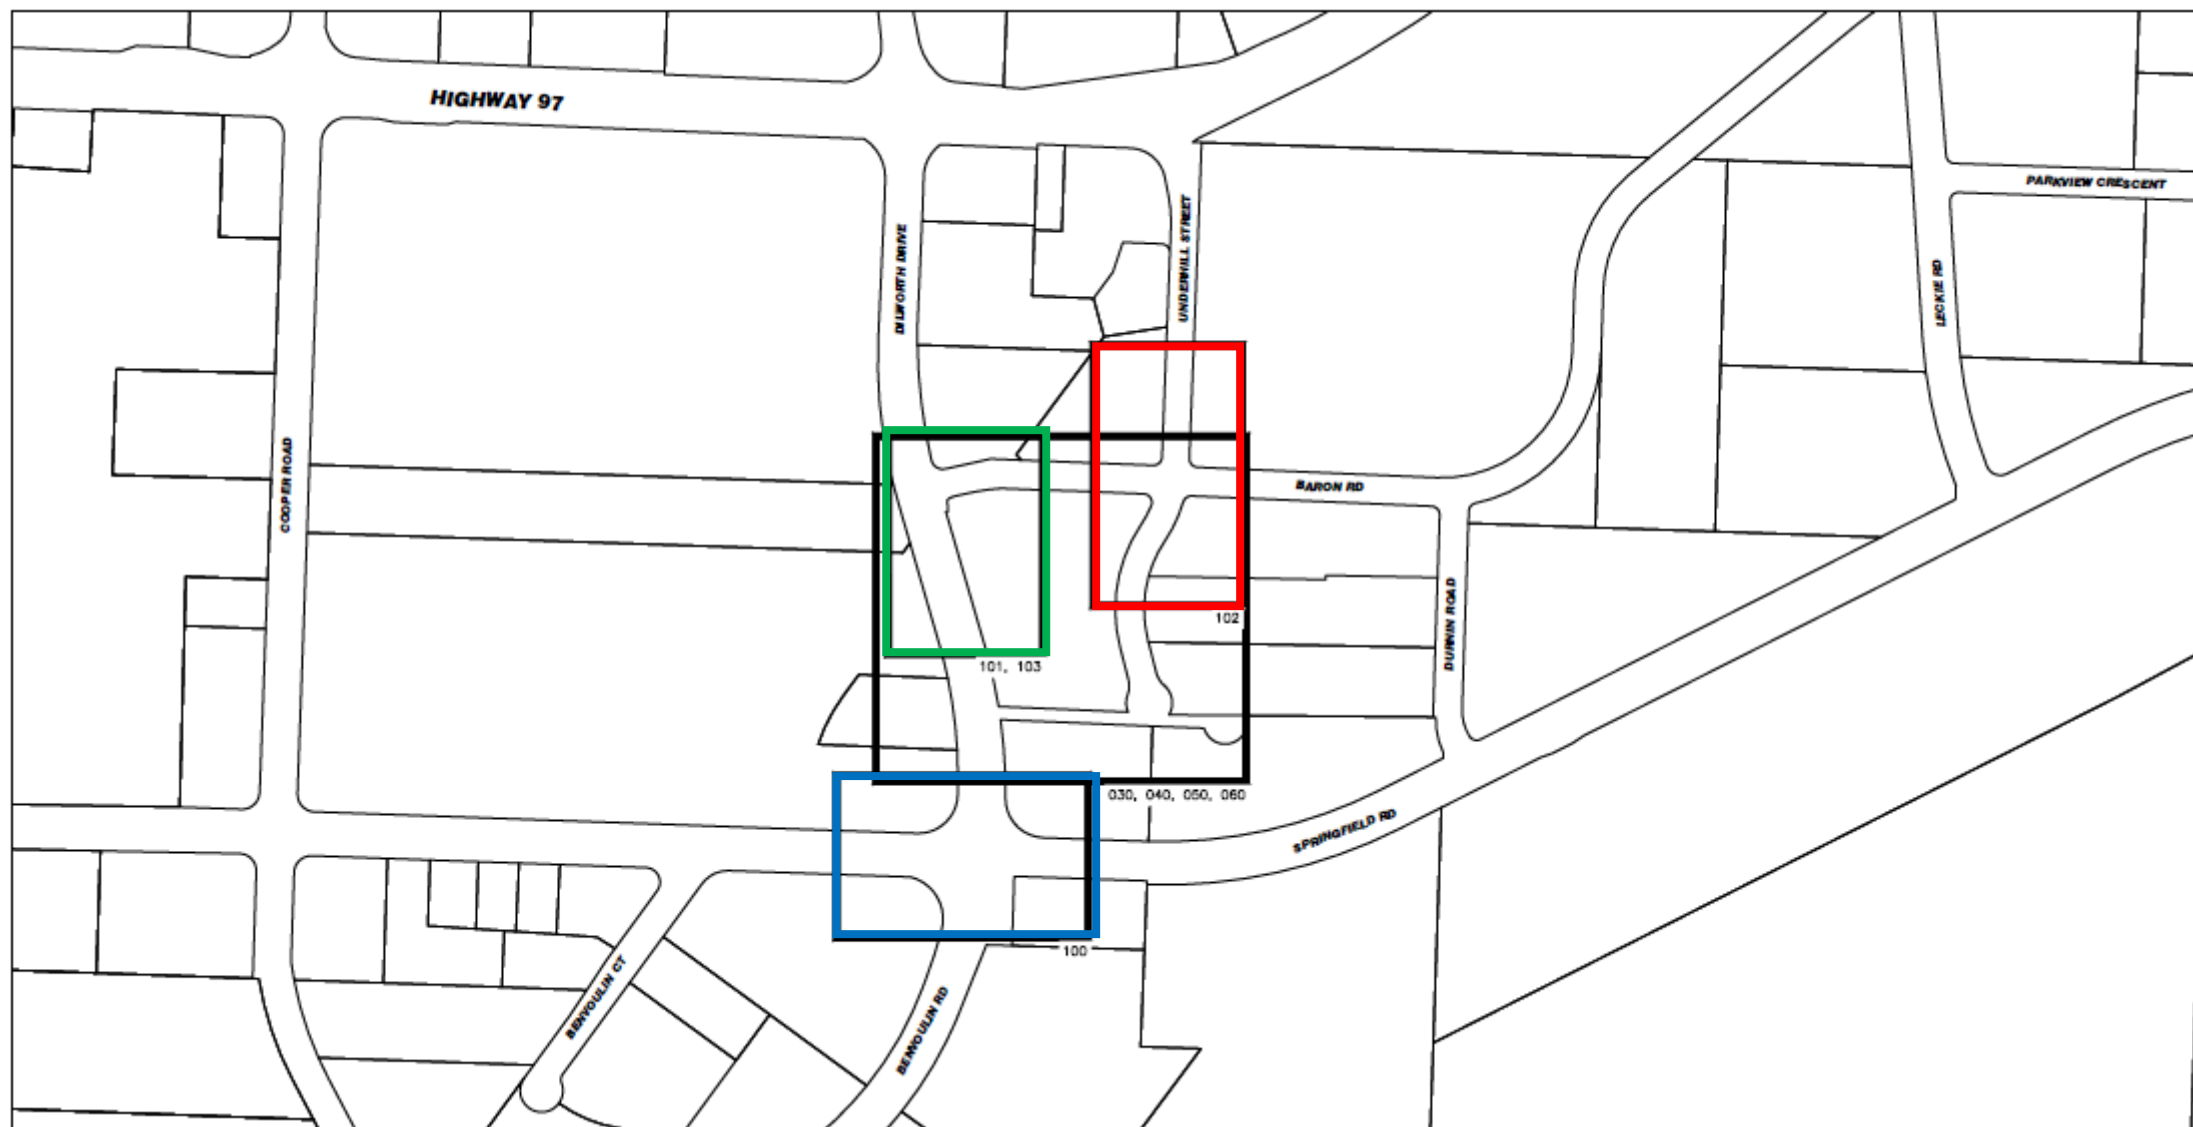 HIGHWAY 97
PARKVIEW CRESCENT
DILWORTH DRIVE
UNDERHILL STREET
LECKIE RD
COOPER ROAD
BARON RD
DURNIN ROAD
102
101, 103
030, 040, 050, 060
SPRINGFIELD RD
100
BENVOULIN CT
BENVOULIN RD